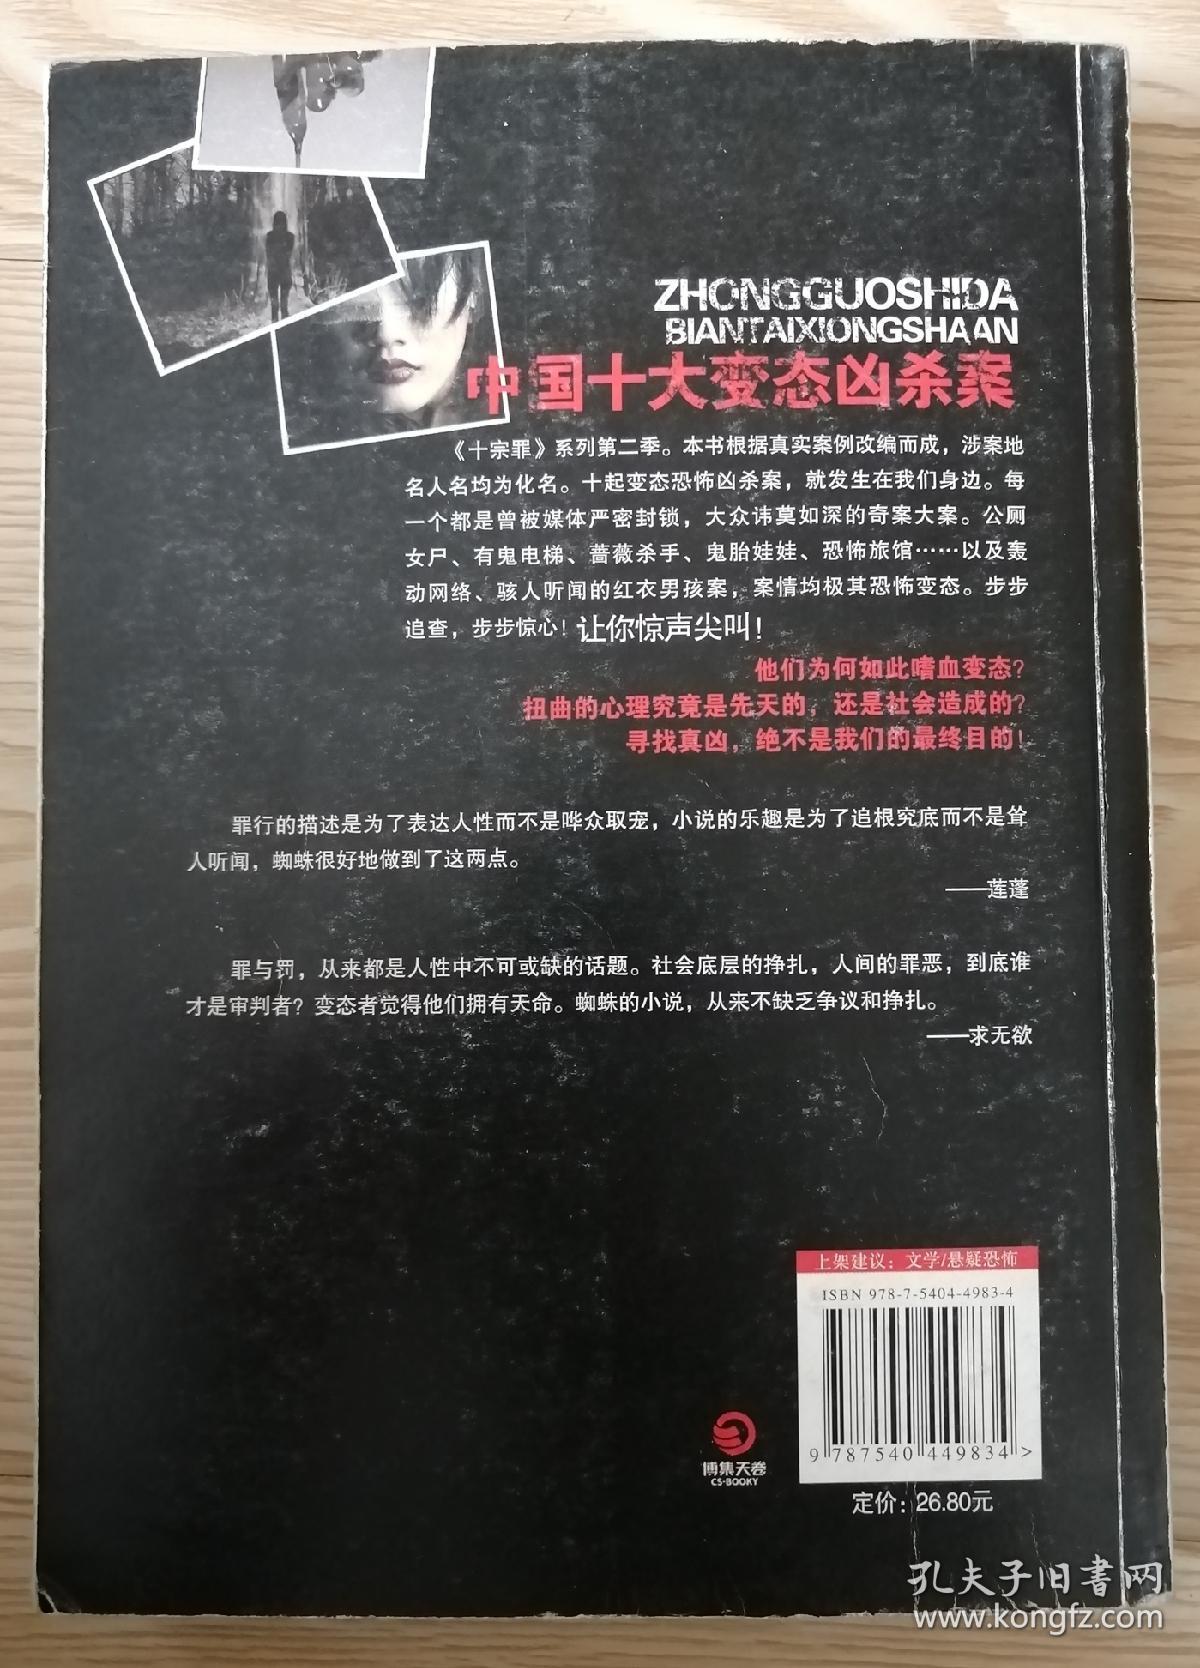 ZHONGGUOSHIDA
BIANTAIXIONGSHAAN
中国十大变态凶杀案
《十宗罪》系列第二季。本书根据真实案例改编而成，涉案地
名人名均为化名。十起变态恐怖凶杀案，就发生在我们身边。每
一个都是曾被媒体严密封锁，大众讳莫如深的奇案大案。公厕
女尸、有鬼电梯、蔷薇杀手、鬼胎娃娃、恐怖旅馆……以及轰
动网络、骇人听闻的红衣男孩案，案情均极其恐怖变态。步步
追查，步步惊心！让你惊声尖叫！
他们为何如此嗜血变态？
扭曲的心理究竟是先天的，还是社会造成的？
寻找真凶，绝不是我们的最终目的！
罪行的描述是为了表达人性而不是哗众取宠，小说的乐趣是为了追根究底而不是耸
人听闻，蜘蛛很好地做到了这两点。
——莲蓬
罪与罚，从来都是人性中不可或缺的话题。社会底层的挣扎，人间的罪恶，到底谁
才是审判者？变态者觉得他们拥有天命。蜘蛛的小说，从来不缺乏争议和挣扎。
——求无欲
上架建议：文学/悬疑恐怖
ISBN 978-7-5404-4983-4
9 787540 449834 >
博集天卷
CS-BOOKY
定价：26.80元
孔夫子旧書网
www.kongfz.com